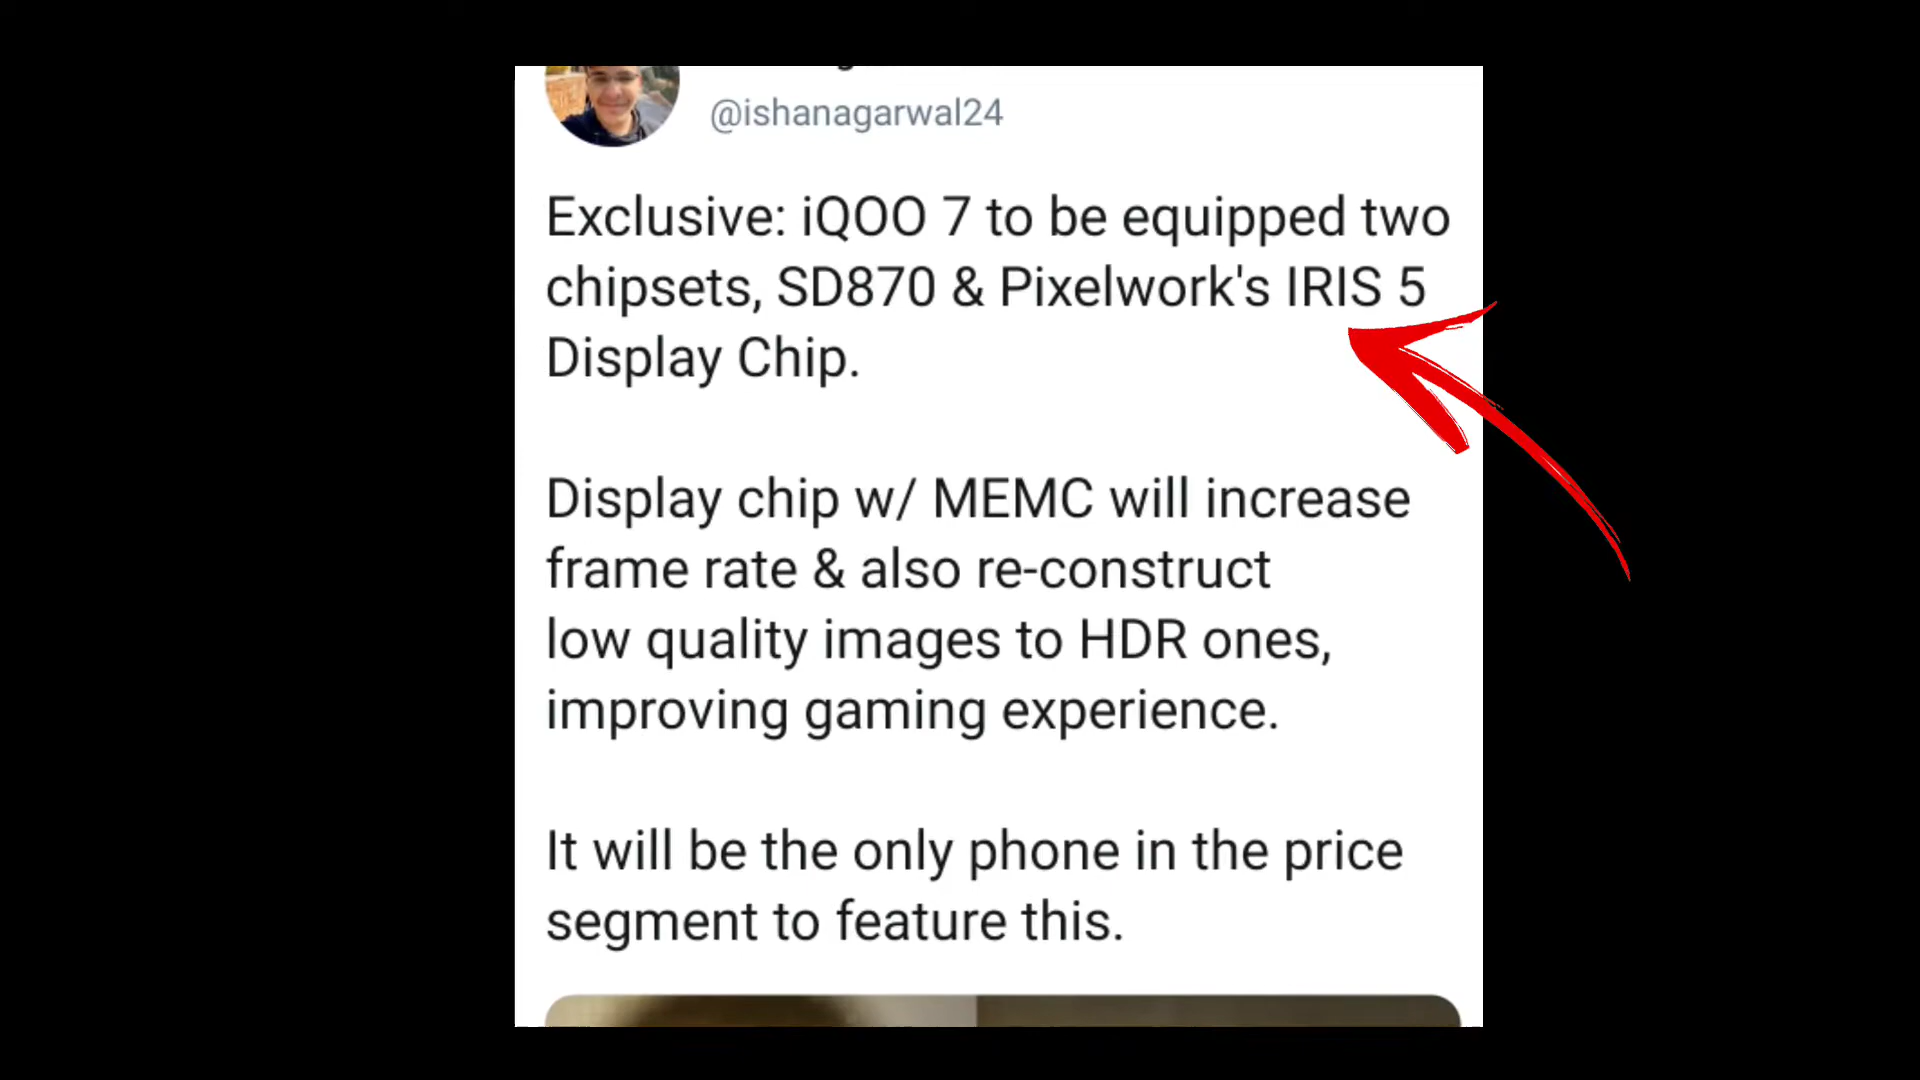 @ishanagarwal24
Exclusive: iQOO 7 to be equipped two
chipsets, SD870 & Pixelwork's IRIS 5
Display Chip.
Display chip w/ MEMC will increase
frame rate & also re-construct
low quality images to HDR ones,
improving gaming experience.
It will be the only phone in the price
segment to feature this.